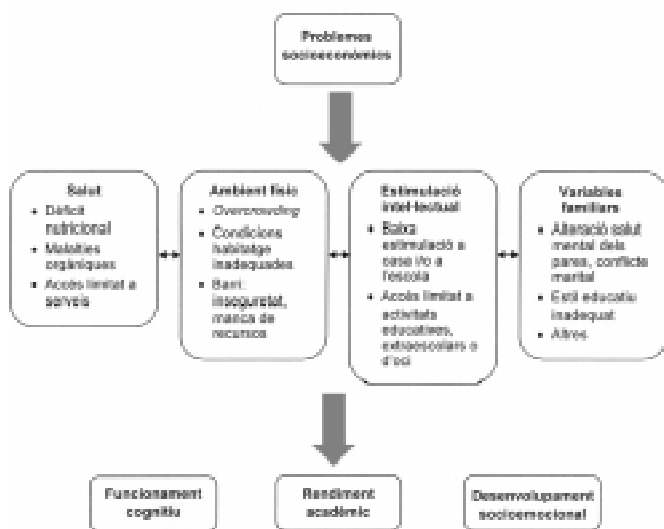 Problemes
socioeconòmics
Salut
• Dèficit
nutricional
• Malalties
orgàniques
• Accés limitat a
serveis
Ambient físic
• Overcrowding
• Condicions
habitatge
inadequades
• Barri:
inseguretat,
manca de
recursos
Estimulació
intel·lectual
• Baixa
estimulació a
casa i/o a
l'escola
• Accés limitat a
activitats
educatives,
extraescolars o
d'oci
Variables
familiars
• Alteració salut
mental dels
pares, conflicte
marital
• Estil educatiu
inadequat
• Altres
Funcionament
cognitiu
Rendiment
acadèmic
Desenvolupament
socioemocional